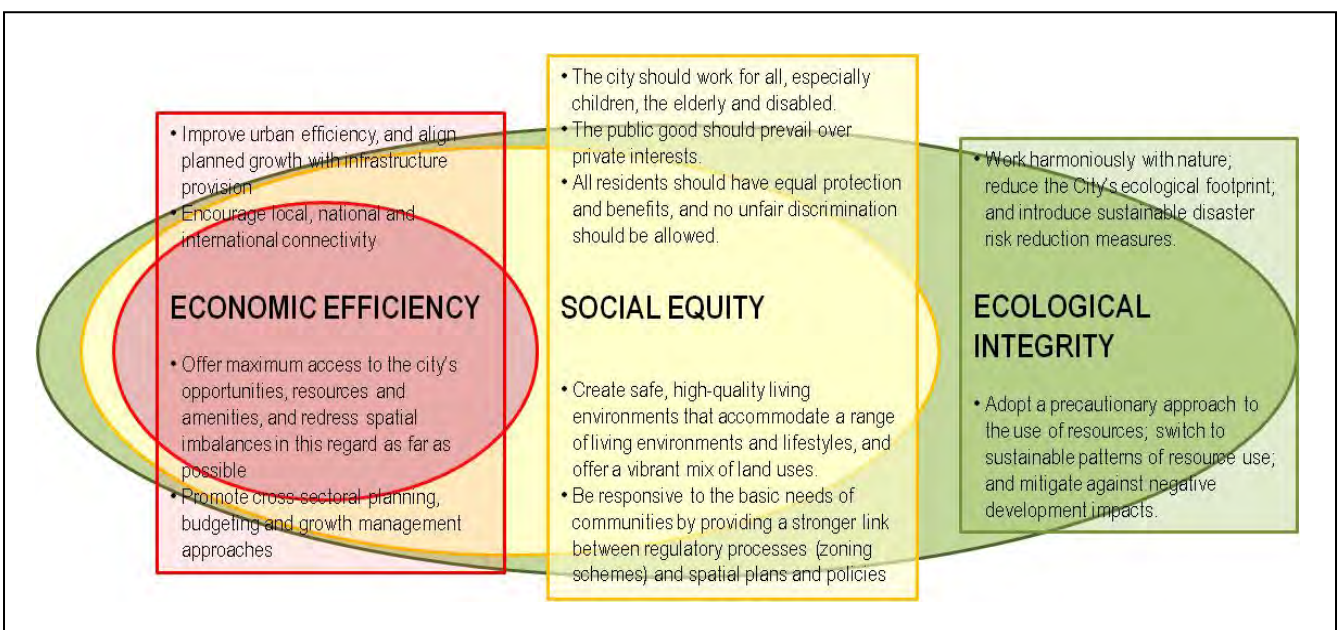 • Improve urban efficiency, and align
planned growth with infrastructure
provision
• Encourage local, national and
international connectivity
ECONOMIC EFFICIENCY
• Offer maximum access to the city's
opportunities, resources and
amenities, and redress spatial
imbalances in this regard as far as
possible
• Promote cross-sectoral planning,
budgeting and growth management
approaches
• The city should work for all, especially
children, the elderly and disabled.
• The public good should prevail over
private interests.
• All residents should have equal protection
and benefits, and no unfair discrimination
should be allowed.
SOCIAL EQUITY
• Create safe, high-quality living
environments that accommodate a range
of living environments and lifestyles, and
offer a vibrant mix of land uses.
• Be responsive to the basic needs of
communities by providing a stronger link
between regulatory processes (zoning
schemes) and spatial plans and policies
• Work harmoniously with nature;
reduce the City's ecological footprint;
and introduce sustainable disaster
risk reduction measures.
ECOLOGICAL
INTEGRITY
• Adopt a precautionary approach to
the use of resources; switch to
sustainable patterns of resource use;
and mitigate against negative
development impacts.